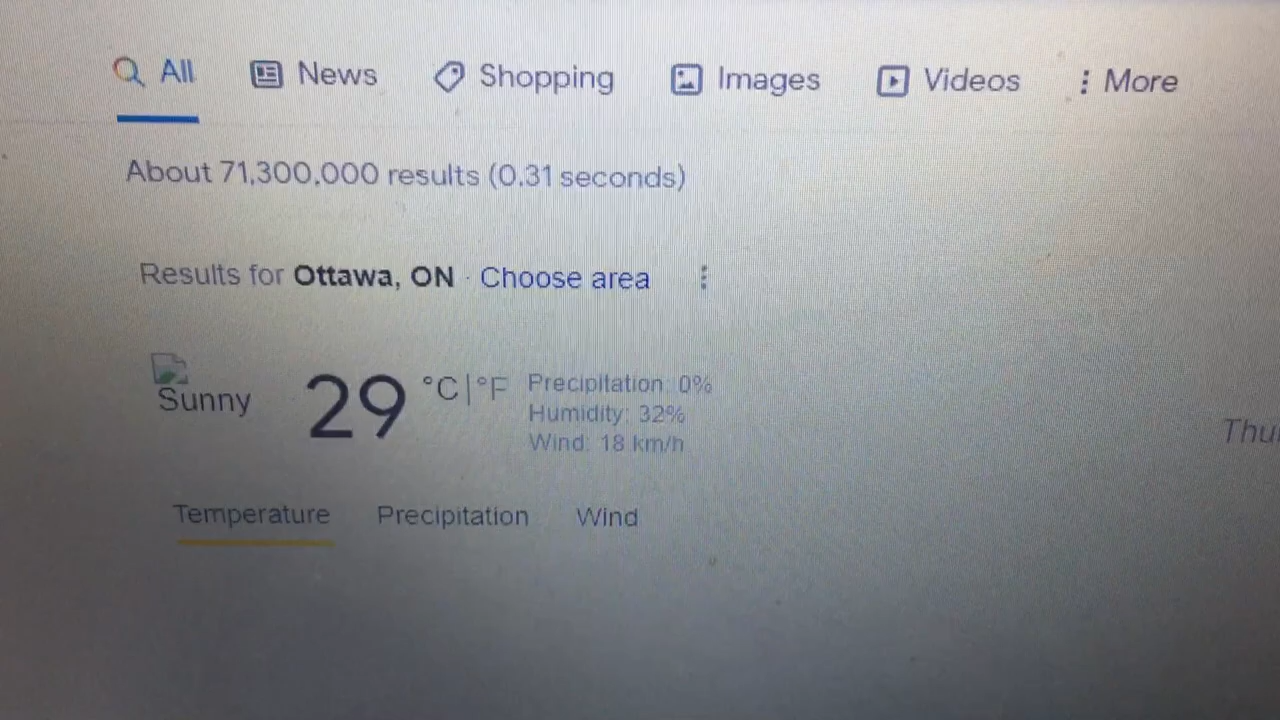 All News Shopping Images Videos More
About 71,300,000 results (0.31 seconds)
Results for Ottawa, ON · Choose area
Sunny 29 °C|°F Precipitation: 0%
Humidity: 32%
Wind: 18 km/h
Temperature Precipitation Wind